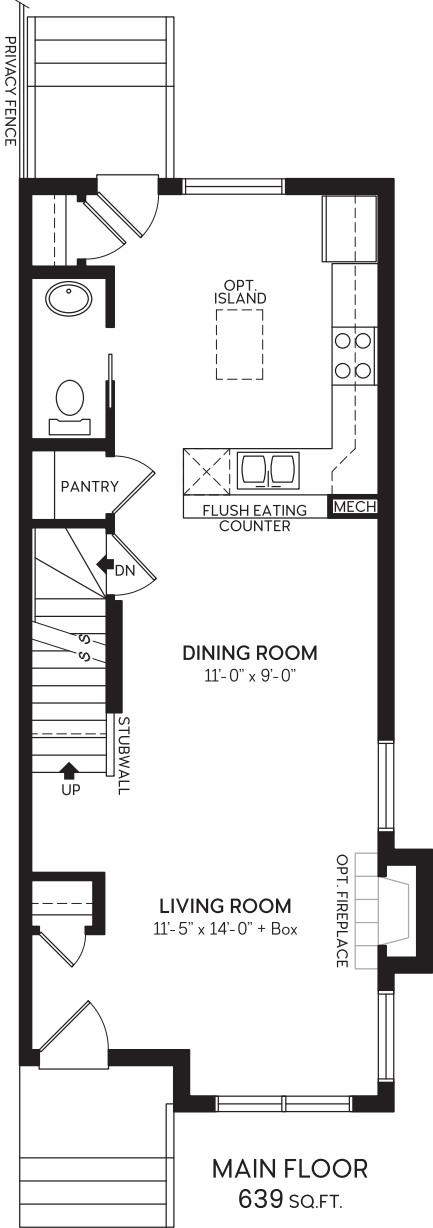 PRIVACY FENCE
OPT.
ISLAND
PANTRY
FLUSH EATING
COUNTER
MECH
DN
DINING ROOM
11'-0" x 9'-0"
STUBWALL
UP
OPT. FIREPLACE
LIVING ROOM
11'-5" x 14'-0" + Box
MAIN FLOOR
639 SQ.FT.